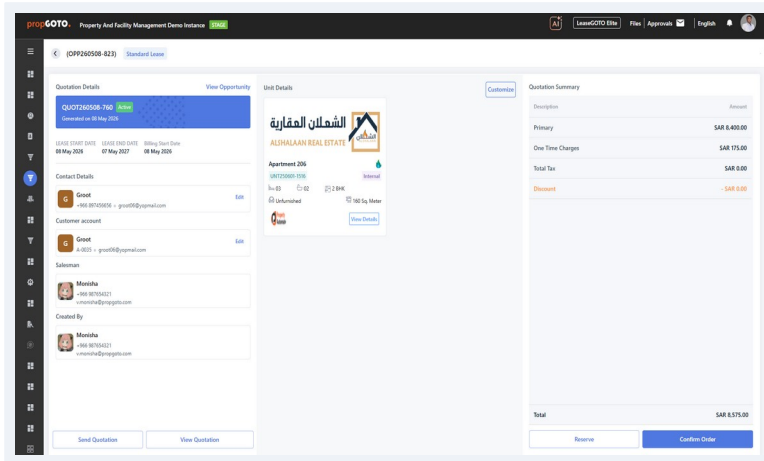 propGOTO. Property And Facility Management Demo Instance STAGE
AI LeaseGOTO Elite Files Approvals English
(OPP260508-823) Standard Lease
Quotation Details View Opportunity
QUOT260508-760 Active
Generated on 08 May 2026
LEASE START DATE LEASE END DATE Billing Start Date
08 May 2026 07 May 2027 08 May 2026
Contact Details
G Groot Edit
+966-897456656 groot06@yopmail.com
Customer account
G Groot Edit
A-0035 groot06@yopmail.com
Salesman
Monisha
+966 987654321
v.monisha@propgoto.com
Created By
Monisha
+966 987654321
v.monisha@propgoto.com
Send Quotation View Quotation
Unit Details Customize
الشعلان العقارية
ALSHALAAN REAL ESTATE
Apartment 206
Internal
03 02 2 BHK
Unfurnished 160 Sq. Meter
View Details
Quotation Summary
Description Amount
Primary SAR 8,400.00
One Time Charges SAR 175.00
Total Tax SAR 0.00
Discount - SAR 0.00
Total SAR 8,575.00
Reserve Confirm Order